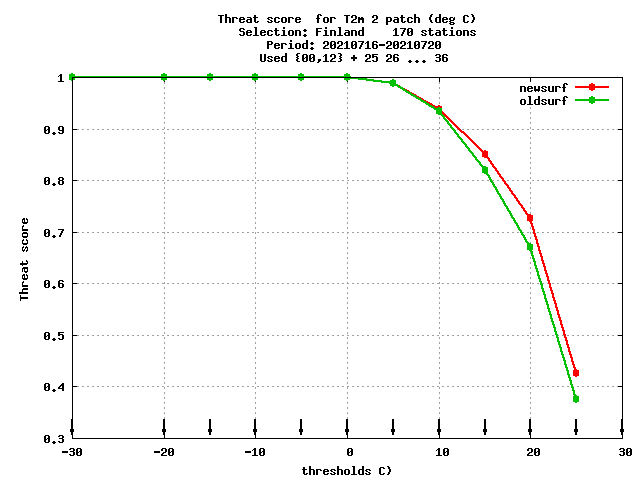 Threat score  for T2m 2 patch (deg C)
Selection: Finland    170 stations
Period: 20210716-20210720
Used {00,12} + 25 26 ... 36
newsurf
oldsurf
1
0.9
0.8
0.7
0.6
0.5
0.4
0.3
Threat score
-30
-20
-10
0
10
20
30
thresholds C)